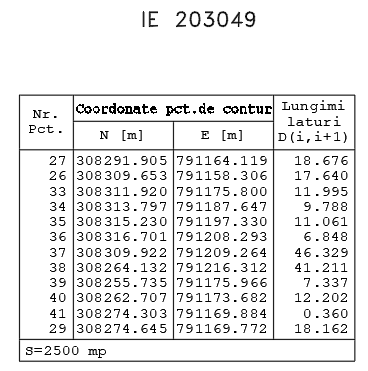 IE 203049
Nr. Pct. Coordonate pct.de contur Lungimi laturi D(i,i+1)
N [m] E [m]
27 308291.905 791164.119 18.676
26 308309.653 791158.306 17.640
33 308311.920 791175.800 11.995
34 308313.797 791187.647 9.788
35 308315.230 791197.330 11.061
36 308316.701 791208.293 6.848
37 308309.922 791209.264 46.329
38 308264.132 791216.312 41.211
39 308255.735 791175.966 7.337
40 308262.707 791173.682 12.202
41 308274.303 791169.884 0.360
29 308274.645 791169.772 18.162
S=2500 mp